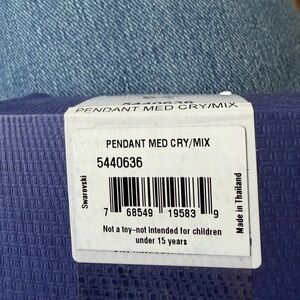 5440636
PENDANT MED CRY/MIX
PENDANT MED CRY/MIX
5440636
Swarovski
Made in Thailand
7 68549 19583 9
Not a toy-not intended for children
under 15 years